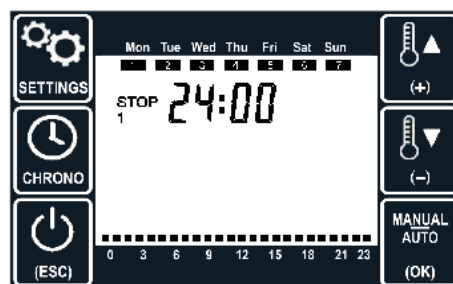 SETTINGS
CHRONO
(ESC)
Mon Tue Wed Thu Fri Sat Sun
1 2 3 4 5 6 7
STOP 1 24:00
0 3 6 9 12 15 18 21 23
(+)
(−)
MANUAL
AUTO
(OK)